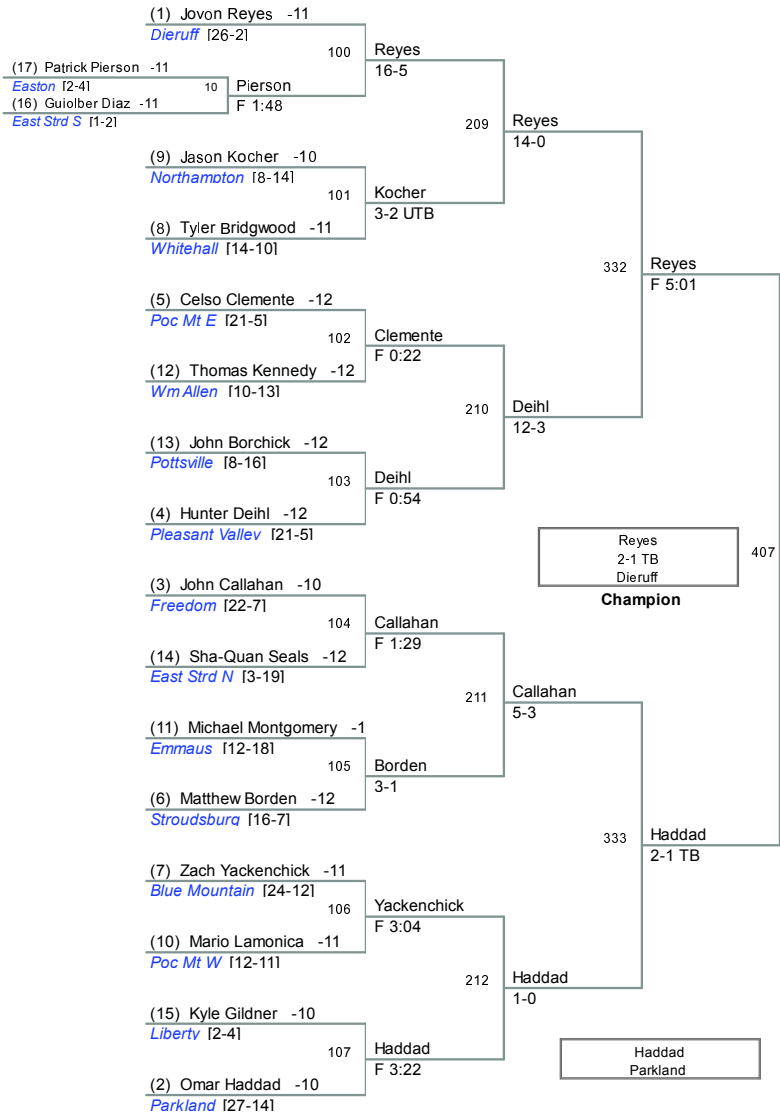 (1) Jovon Reyes -11
Dieruff [26-2]
100
Reyes
16-5
(17) Patrick Pierson -11
Easton [2-4]
10
Pierson
F 1:48
(16) Guiolber Diaz -11
East Strd S [1-2]
209
Reyes
14-0
(9) Jason Kocher -10
Northampton [8-14]
101
Kocher
3-2 UTB
(8) Tyler Bridgwood -11
Whitehall [14-10]
332
Reyes
F 5:01
(5) Celso Clemente -12
Poc Mt E [21-5]
102
Clemente
F 0:22
(12) Thomas Kennedy -12
Wm Allen [10-13]
210
Deihl
12-3
(13) John Borchick -12
Pottsville [8-16]
103
Deihl
F 0:54
(4) Hunter Deihl -12
Pleasant Valley [21-5]
Reyes
2-1 TB
Dieruff
407
Champion
(3) John Callahan -10
Freedom [22-7]
104
Callahan
F 1:29
(14) Sha-Quan Seals -12
East Strd N [3-19]
211
Callahan
5-3
(11) Michael Montgomery -1
Emmaus [12-18]
105
Borden
3-1
(6) Matthew Borden -12
Stroudsburg [16-7]
333
Haddad
2-1 TB
(7) Zach Yackenchick -11
Blue Mountain [24-12]
106
Yackenchick
F 3:04
(10) Mario Lamonica -11
Poc Mt W [12-11]
212
Haddad
1-0
(15) Kyle Gildner -10
Liberty [2-4]
107
Haddad
F 3:22
(2) Omar Haddad -10
Parkland [27-14]
Haddad
Parkland